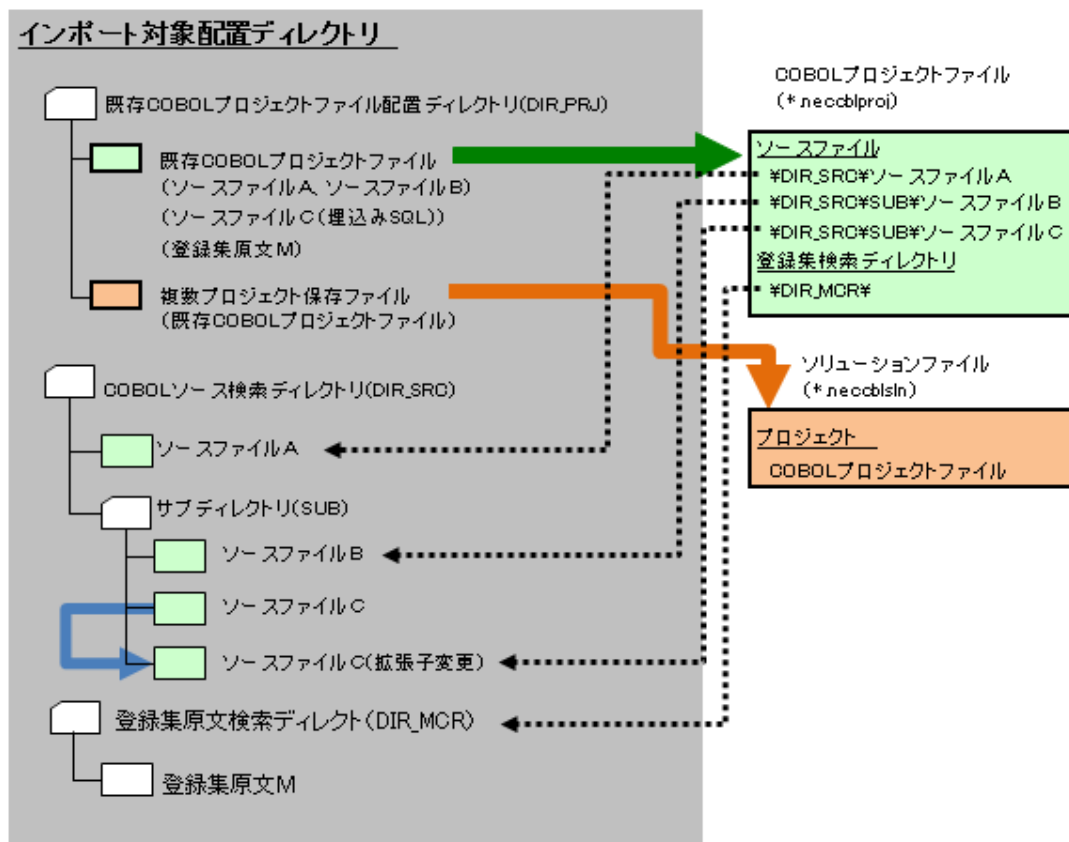 インポート対象配置ディレクトリ
既存COBOLプロジェクトファイル配置ディレクトリ(DIR_PRJ)
既存COBOLプロジェクトファイル
(ソースファイルA、ソースファイルB)
(ソースファイルC(埋込みSQL))
(登録集原文M)
複数プロジェクト保存ファイル
(既存COBOLプロジェクトファイル)
COBOLソース検索ディレクトリ(DIR_SRC)
ソースファイルA
サブディレクトリ(SUB)
ソースファイルB
ソースファイルC
ソースファイルC(拡張子変更)
登録集原文検索ディレクト(DIR_MCR)
登録集原文M
COBOLプロジェクトファイル
(*.neccblproj)
ソースファイル
¥DIR_SRC¥ソースファイルA
¥DIR_SRC¥SUB¥ソースファイルB
¥DIR_SRC¥SUB¥ソースファイルC
登録集検索ディレクトリ
¥DIR_MCR¥
ソリューションファイル
(*.neccblsln)
プロジェクト
COBOLプロジェクトファイル